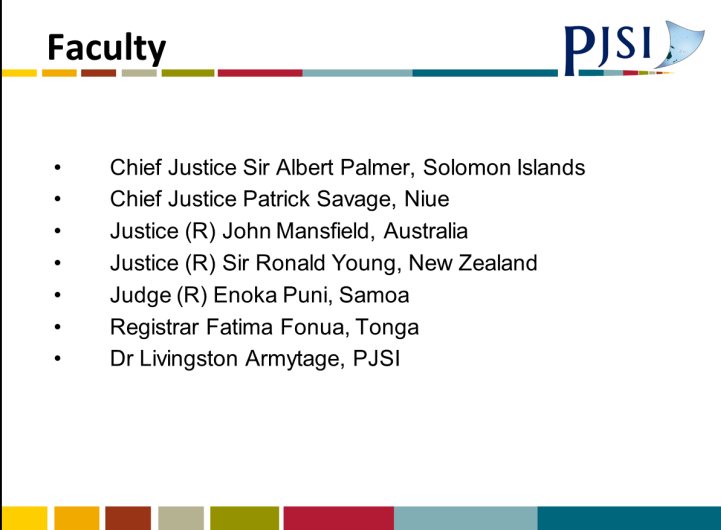 Faculty
PJSI
• Chief Justice Sir Albert Palmer, Solomon Islands
• Chief Justice Patrick Savage, Niue
• Justice (R) John Mansfield, Australia
• Justice (R) Sir Ronald Young, New Zealand
• Judge (R) Enoka Puni, Samoa
• Registrar Fatima Fonua, Tonga
• Dr Livingston Armytage, PJSI